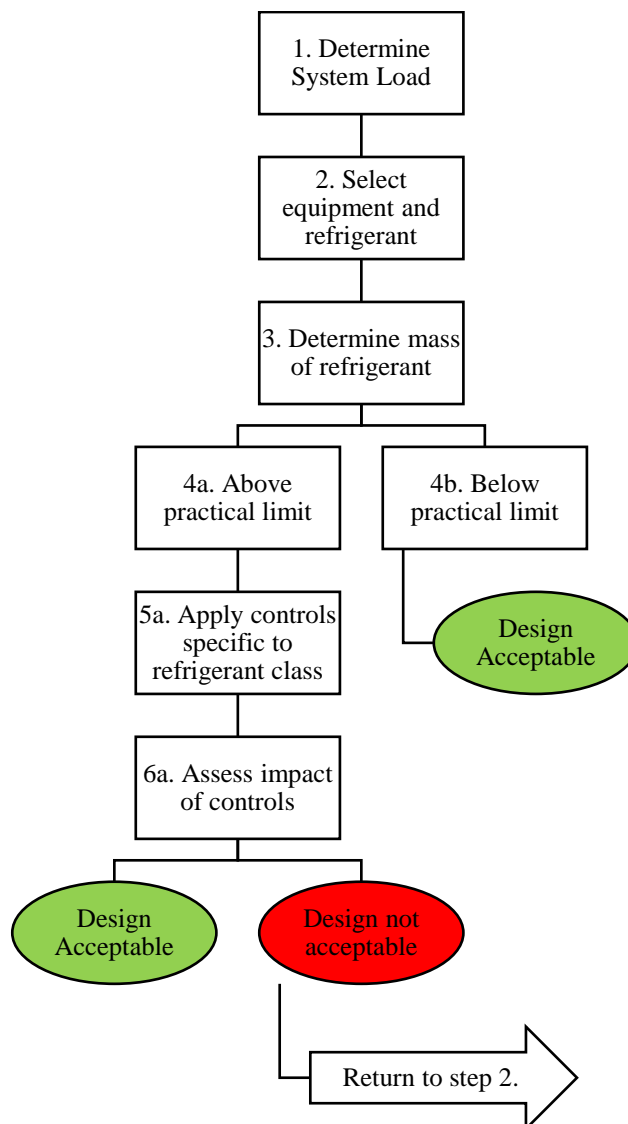 1. Determine
System Load
2. Select
equipment and
refrigerant
3. Determine mass
of refrigerant
4a. Above
practical limit
4b. Below
practical limit
5a. Apply controls
specific to
refrigerant class
Design
Acceptable
6a. Assess impact
of controls
Design
Acceptable
Design not
acceptable
Return to step 2.